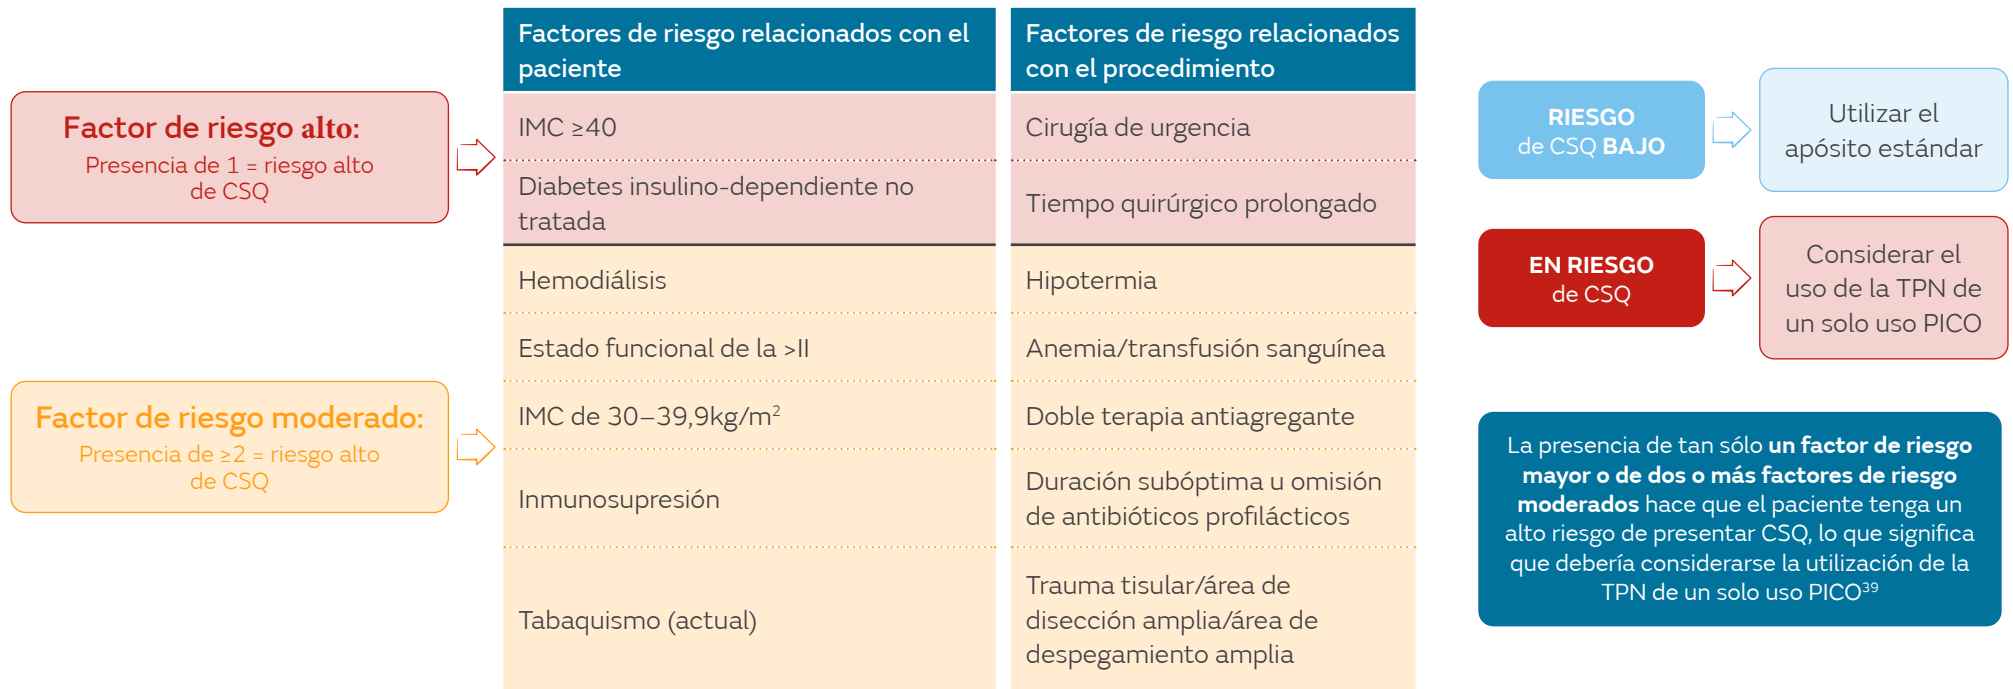 Factor de riesgo alto:
Presencia de 1 = riesgo alto
de CSQ
Factor de riesgo moderado:
Presencia de ≥2 = riesgo alto
de CSQ
Factores de riesgo relacionados con el
paciente
Factores de riesgo relacionados
con el procedimiento
IMC ≥40
Cirugía de urgencia
Diabetes insulino-dependiente no
tratada
Tiempo quirúrgico prolongado
Hemodiálisis
Hipotermia
Estado funcional de la >II
Anemia/transfusión sanguínea
IMC de 30–39,9kg/m²
Doble terapia antiagregante
Inmunosupresión
Duración subóptima u omisión
de antibióticos profilácticos
Tabaquismo (actual)
Trauma tisular/área de
disección amplia/área de
despegamiento amplia
RIESGO
de CSQ BAJO
Utilizar el
apósito estándar
EN RIESGO
de CSQ
Considerar el
uso de la TPN de
un solo uso PICO
La presencia de tan sólo un factor de riesgo
mayor o de dos o más factores de riesgo
moderados hace que el paciente tenga un
alto riesgo de presentar CSQ, lo que significa
que debería considerarse la utilización de la
TPN de un solo uso PICO³⁹